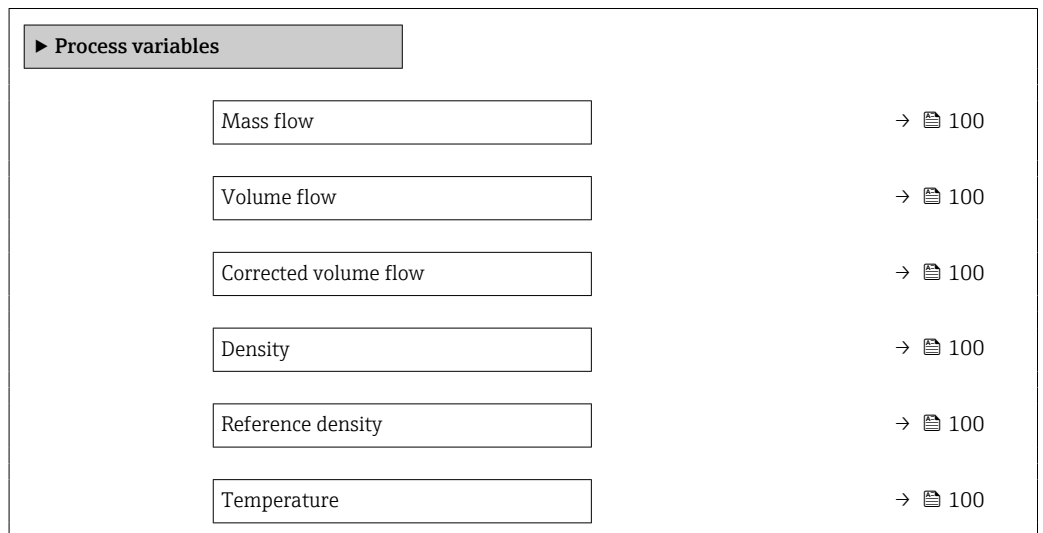 ▶ Process variables
Mass flow → 🖺 100
Volume flow → 🖺 100
Corrected volume flow → 🖺 100
Density → 🖺 100
Reference density → 🖺 100
Temperature → 🖺 100